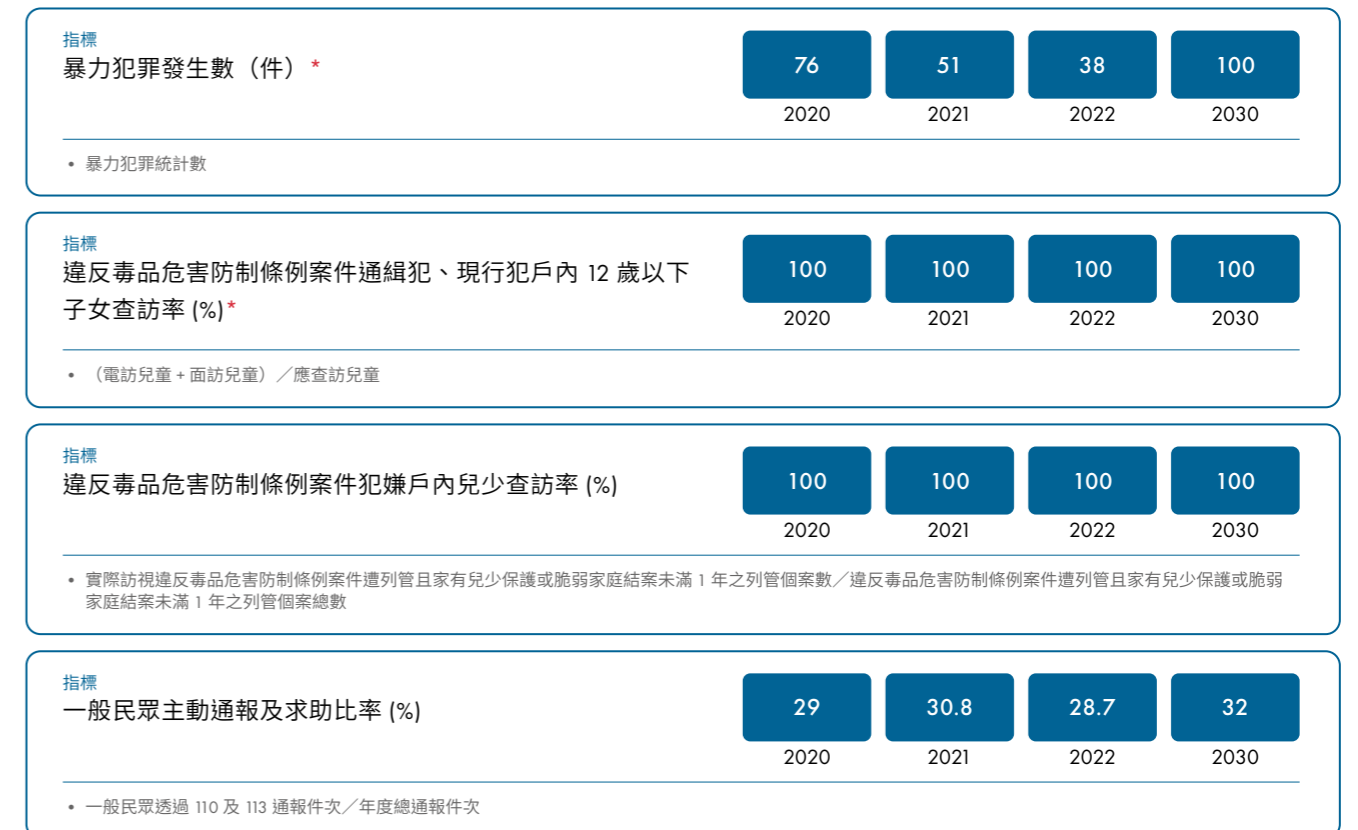 指標
暴力犯罪發生數（件）*
76 51 38 100
2020 2021 2022 2030
• 暴力犯罪統計數
指標
違反毒品危害防制條例案件通緝犯、現行犯戶內 12 歲以下
子女查訪率 (%)*
100 100 100 100
2020 2021 2022 2030
• （電訪兒童 + 面訪兒童）／應查訪兒童
指標
違反毒品危害防制條例案件犯嫌戶內兒少查訪率 (%)
100 100 100 100
2020 2021 2022 2030
• 實際訪視違反毒品危害防制條例案件遭列管且家有兒少保護或脆弱家庭結案未滿 1 年之列管個案數／違反毒品危害防制條例案件遭列管且家有兒少保護或脆弱
家庭結案未滿 1 年之列管個案總數
指標
一般民眾主動通報及求助比率 (%)
29 30.8 28.7 32
2020 2021 2022 2030
• 一般民眾透過 110 及 113 通報件次／年度總通報件次